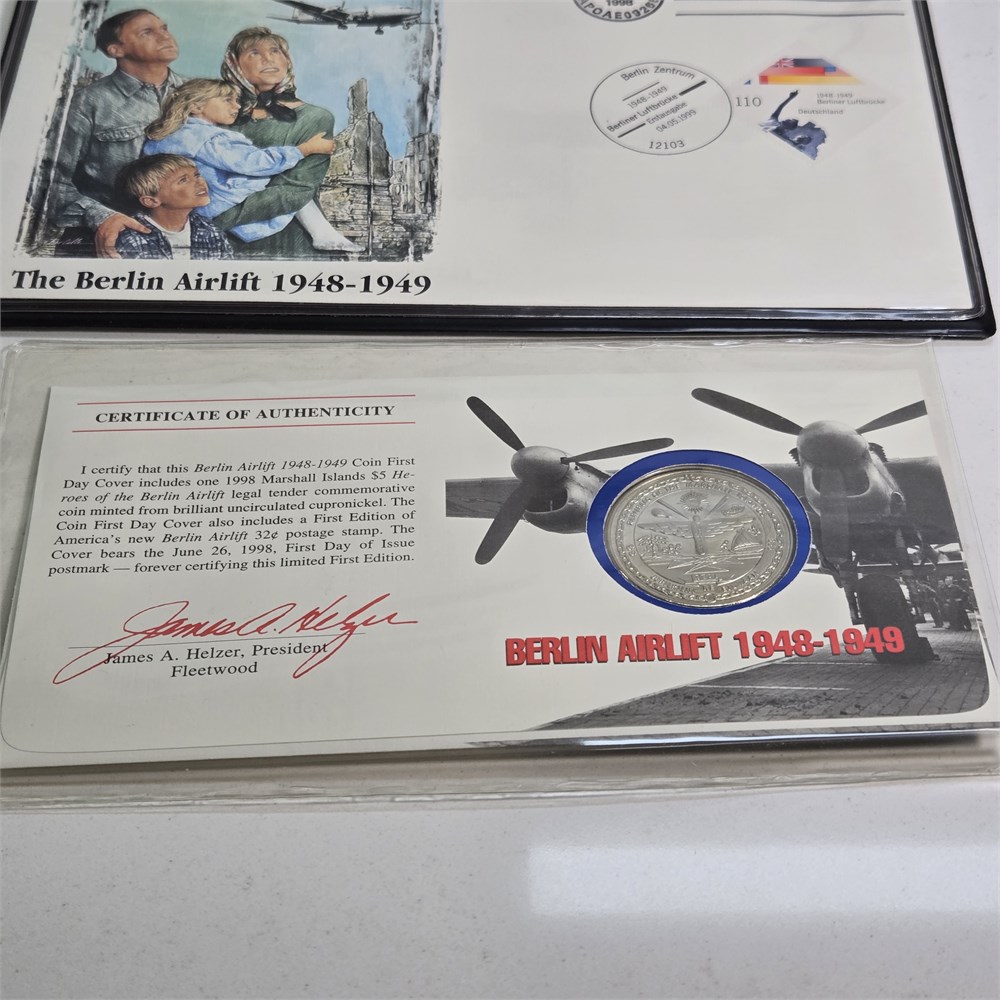 1998
APO AE 0925
Berlin Zentrum
1948-1949
Berliner Luftbrücke
Erstausgabe
04.05.1999
12103
110
1948-1949
Berliner Luftbrücke
Deutschland
The Berlin Airlift 1948-1949
CERTIFICATE OF AUTHENTICITY
I certify that this Berlin Airlift 1948-1949 Coin First
Day Cover includes one 1998 Marshall Islands $5 He-
roes of the Berlin Airlift legal tender commemorative
coin minted from brilliant uncirculated cupronickel. The
Coin First Day Cover also includes a First Edition of
America's new Berlin Airlift 32¢ postage stamp. The
Cover bears the June 26, 1998, First Day of Issue
postmark — forever certifying this limited First Edition.
James A. Helzer
James A. Helzer, President
Fleetwood
BERLIN AIRLIFT 1948-1949